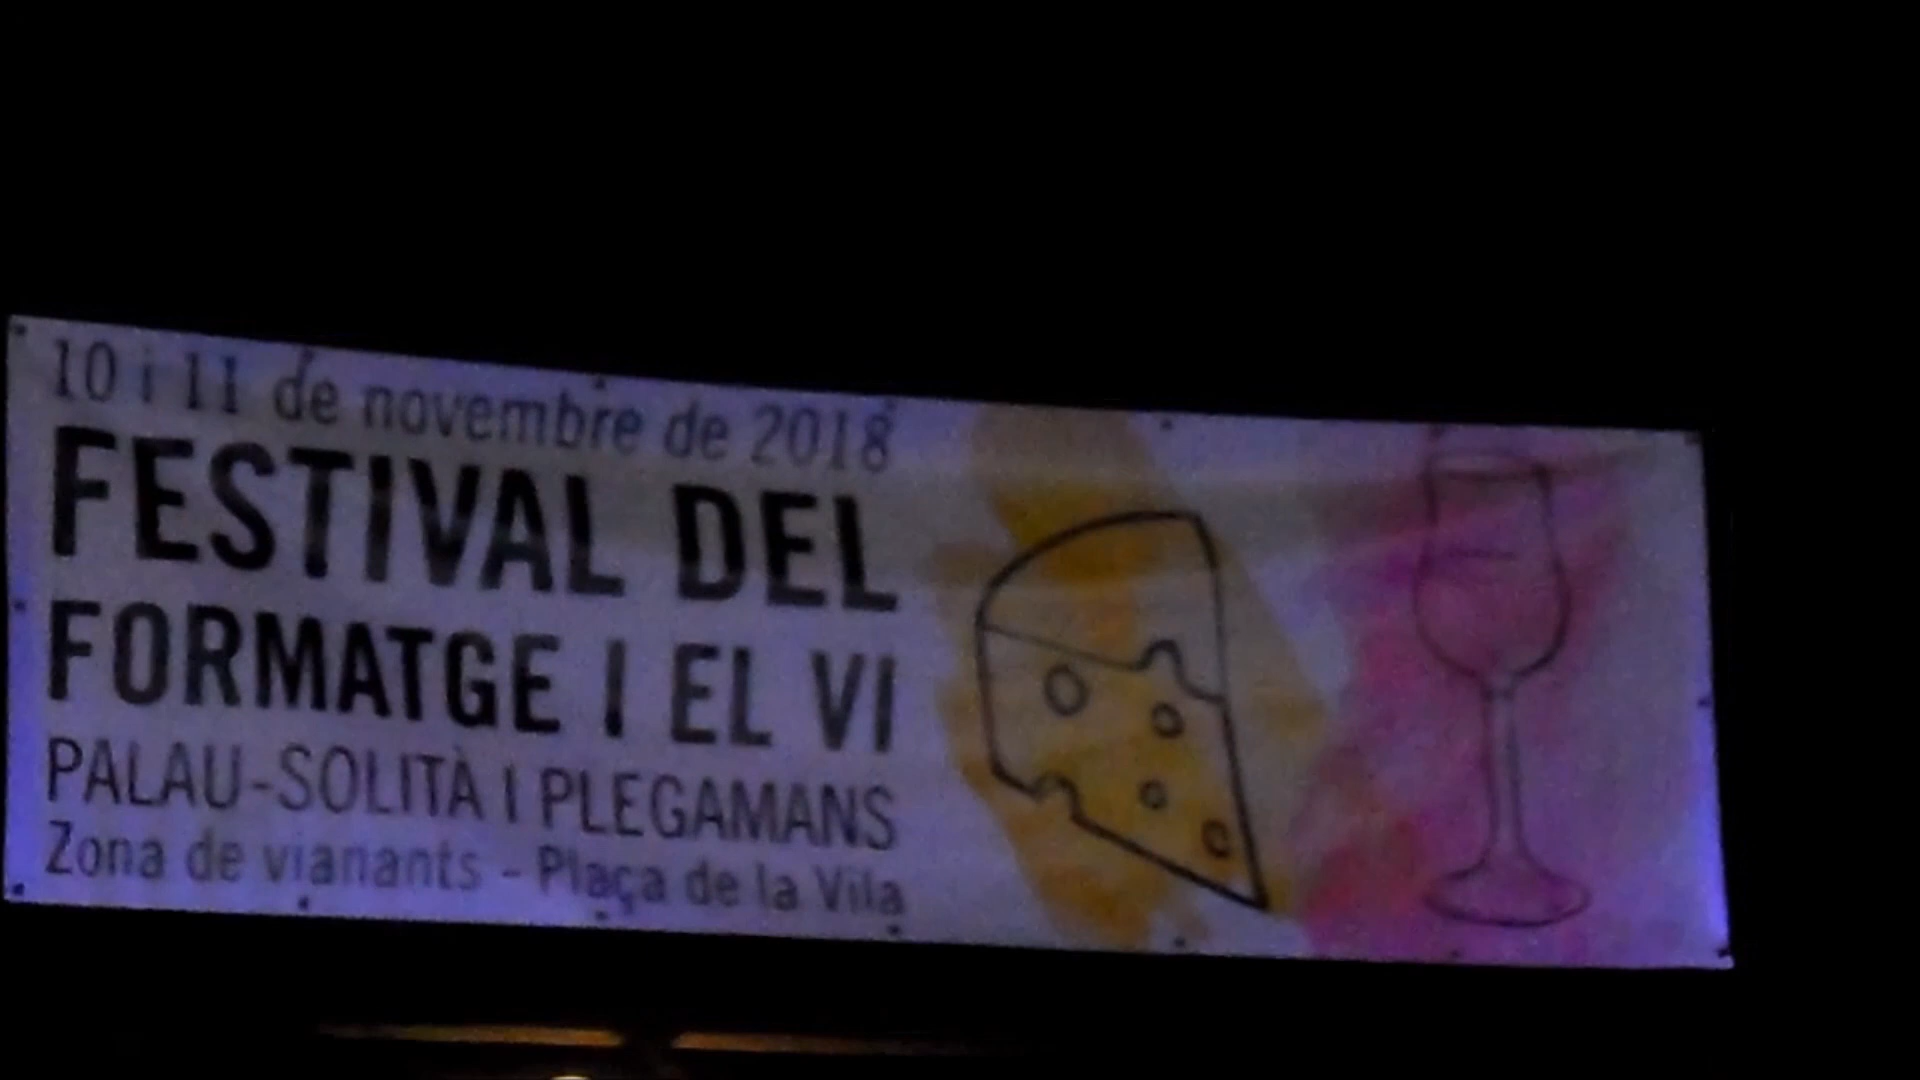 10 i 11 de novembre de 2018
FESTIVAL DEL
FORMATGE I EL VI
PALAU-SOLITÀ I PLEGAMANS
Zona de vianants - Plaça de la Vila